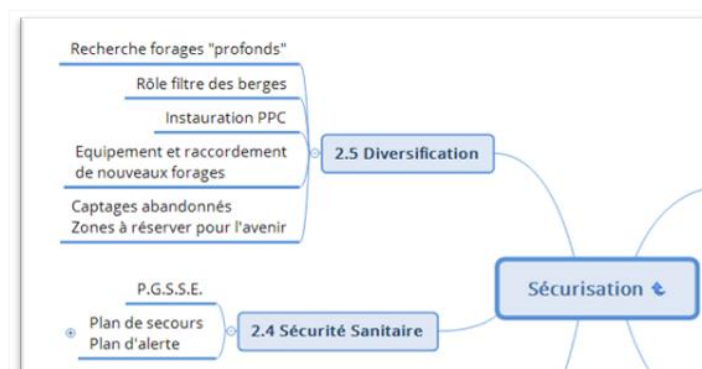 Recherche forages "profonds"
Rôle filtre des berges
Instauration PPC
Equipement et raccordement
de nouveaux forages
Captages abandonnés
Zones à réserver pour l'avenir
2.5 Diversification
Sécurisation
P.G.S.S.E.
Plan de secours
Plan d'alerte
2.4 Sécurité Sanitaire